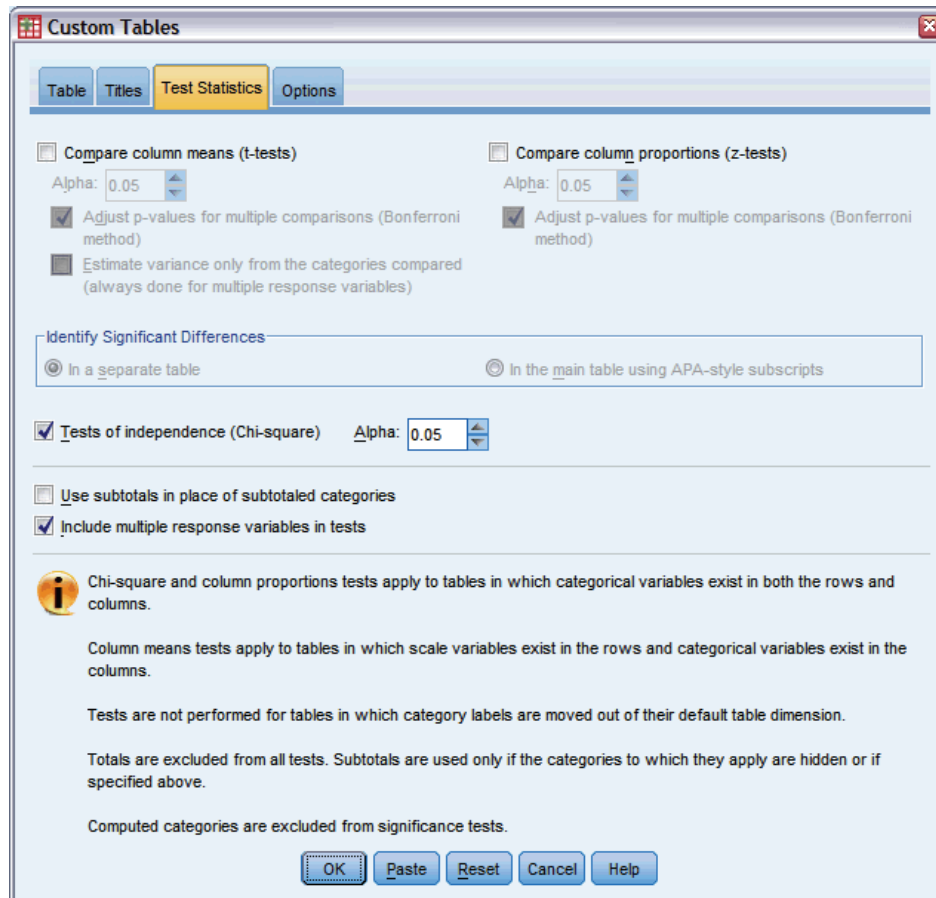 Custom Tables
Table Titles Test Statistics Options
Compare column means (t-tests)
Alpha: 0.05
Adjust p-values for multiple comparisons (Bonferroni
method)
Estimate variance only from the categories compared
(always done for multiple response variables)
Compare column proportions (z-tests)
Alpha: 0.05
Adjust p-values for multiple comparisons (Bonferroni
method)
Identify Significant Differences
In a separate table
In the main table using APA-style subscripts
Tests of independence (Chi-square) Alpha: 0.05
Use subtotals in place of subtotaled categories
Include multiple response variables in tests
Chi-square and column proportions tests apply to tables in which categorical variables exist in both the rows and
columns.
Column means tests apply to tables in which scale variables exist in the rows and categorical variables exist in the
columns.
Tests are not performed for tables in which category labels are moved out of their default table dimension.
Totals are excluded from all tests. Subtotals are used only if the categories to which they apply are hidden or if
specified above.
Computed categories are excluded from significance tests.
OK Paste Reset Cancel Help